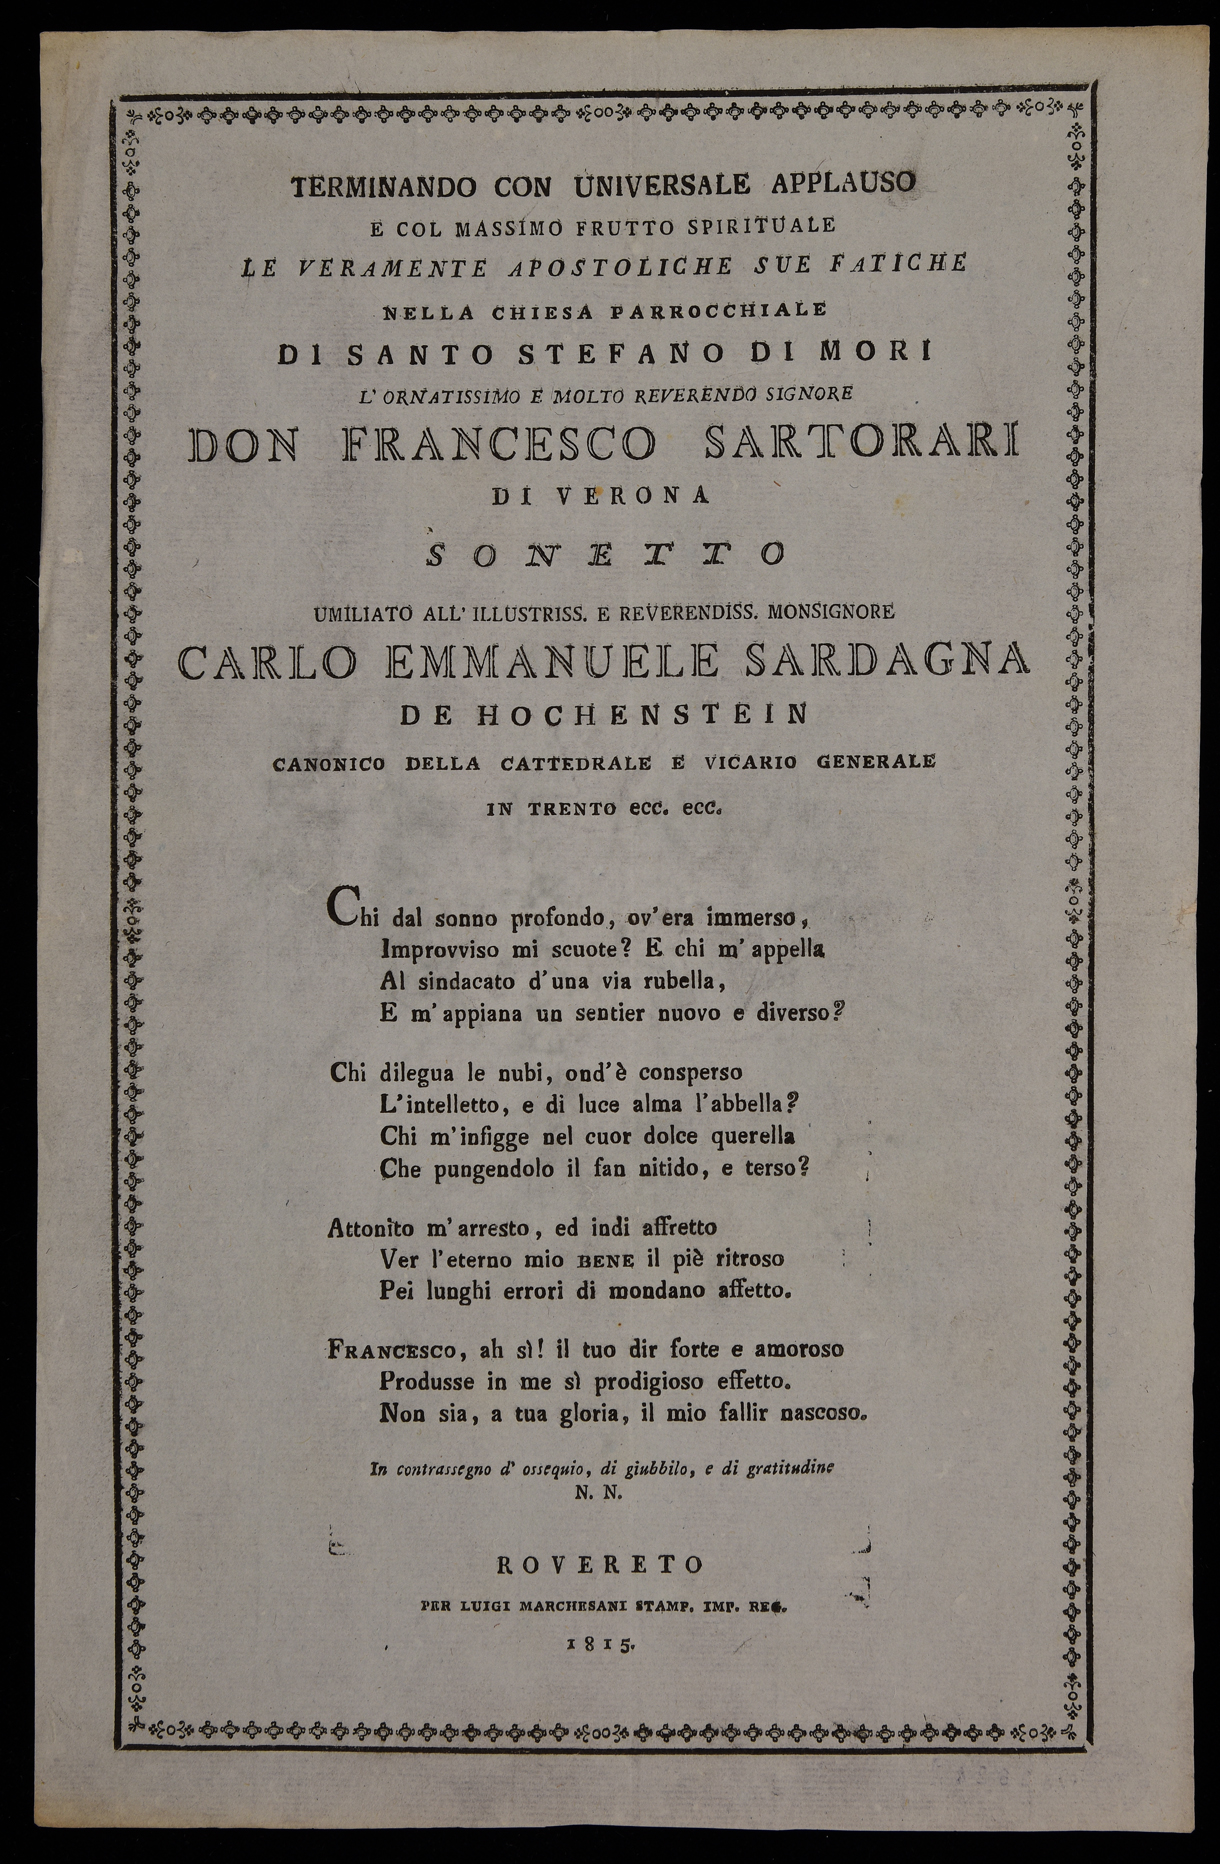 TERMINANDO CON UNIVERSALE APPLAUSO
E COL MASSIMO FRUTTO SPIRITUALE
LE VERAMENTE APOSTOLICHE SUE FATICHE
NELLA CHIESA PARROCCHIALE
DI SANTO STEFANO DI MORI
L' ORNATISSIMO E MOLTO REVERENDO SIGNORE
DON FRANCESCO SARTORARI
DI VERONA
SONETTO
UMILIATO ALL' ILLUSTRISS. E REVERENDISS. MONSIGNORE
CARLO EMMANUELE SARDAGNA
DE HOCHENSTEIN
CANONICO DELLA CATTEDRALE E VICARIO GENERALE
IN TRENTO ecc. ecc.
Chi dal sonno profondo, ov'era immerso,
Improvviso mi scuote? E chi m'appella
Al sindacato d'una via rubella,
E m'appiana un sentier nuovo e diverso?
Chi dilegua le nubi, ond'è consperso
L'intelletto, e di luce alma l'abbella?
Chi m'infigge nel cuor dolce querella
Che pungendolo il fan nitido, e terso?
Attonito m'arresto, ed indi affretto
Ver l'eterno mio BENE il piè ritroso
Pei lunghi errori di mondano affetto.
FRANCESCO, ah sì! il tuo dir forte e amoroso
Produsse in me sì prodigioso effetto.
Non sia, a tua gloria, il mio fallir nascoso.
In contrassegno d' ossequio, di giubbilo, e di gratitudine
N. N.
ROVERETO
PER LUIGI MARCHESANI STAMP. IMP. REG.
1815.